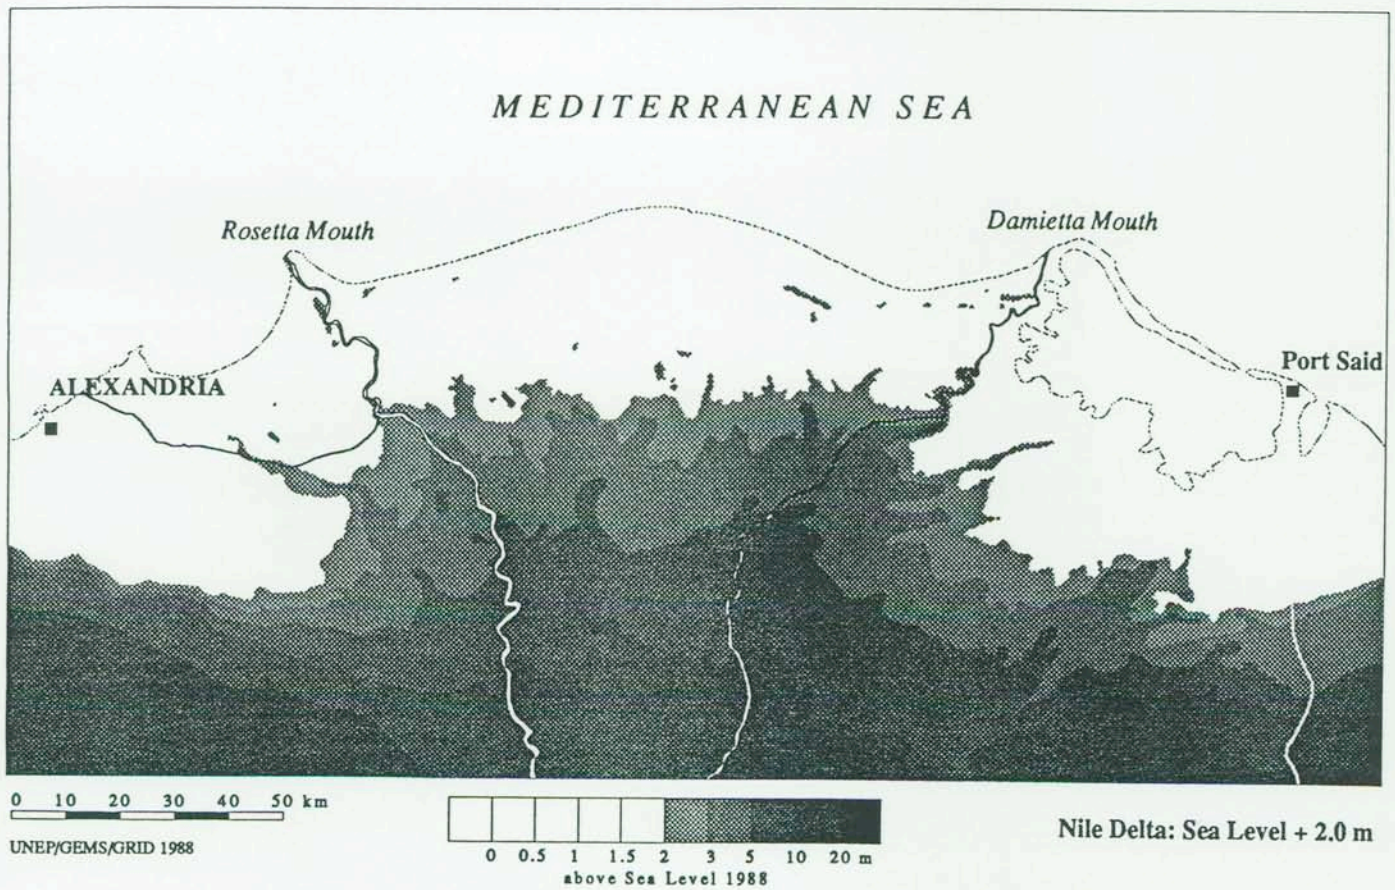 MEDITERRANEAN SEA
Rosetta Mouth
Damietta Mouth
ALEXANDRIA
Port Said
0 10 20 30 40 50 km
UNEP/GEMS/GRID 1988
0 0.5 1 1.5 2 3 5 10 20 m
above Sea Level 1988
Nile Delta: Sea Level + 2.0 m